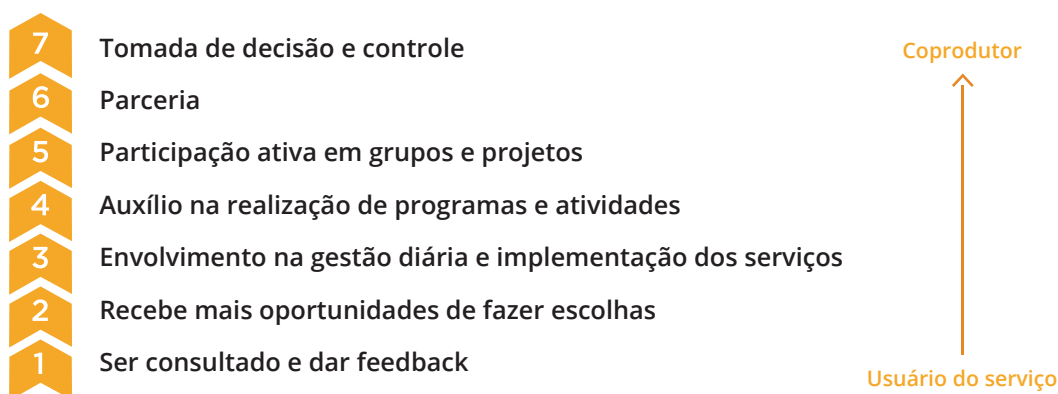 7 Tomada de decisão e controle
Coprodutor
6 Parceria
5 Participação ativa em grupos e projetos
4 Auxílio na realização de programas e atividades
3 Envolvimento na gestão diária e implementação dos serviços
2 Recebe mais oportunidades de fazer escolhas
1 Ser consultado e dar feedback
Usuário do serviço